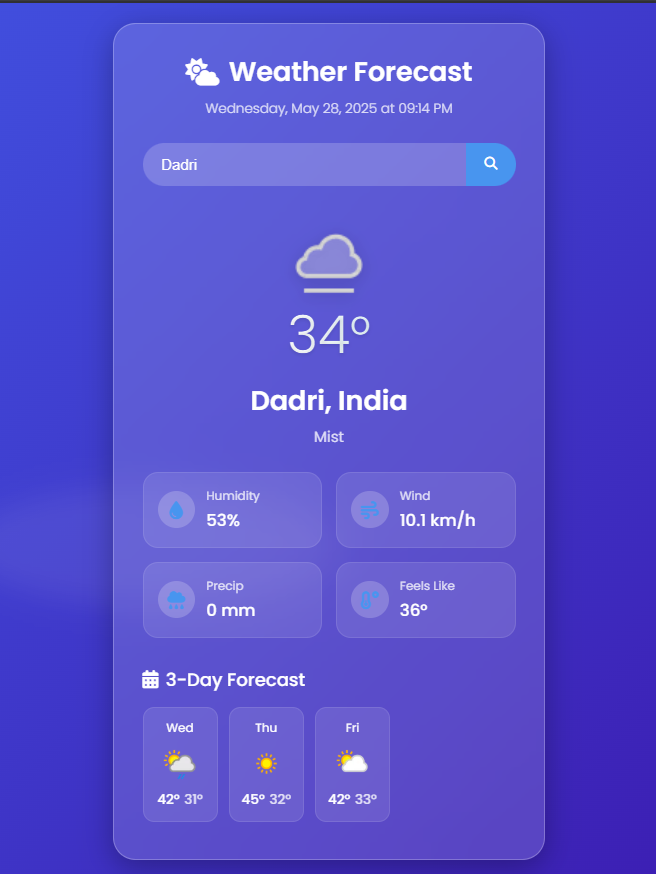 Weather Forecast
Wednesday, May 28, 2025 at 09:14 PM
Dadri
34°
Dadri, India
Mist
Humidity
53%
Wind
10.1 km/h
Precip
0 mm
Feels Like
36°
3-Day Forecast
Wed
42° 31°
Thu
45° 32°
Fri
42° 33°